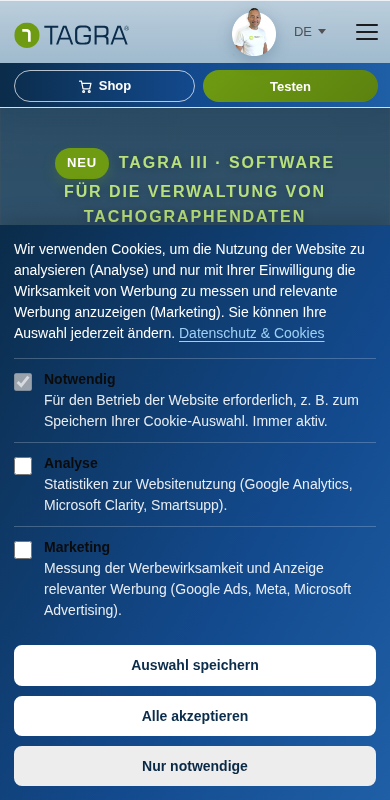 TAGRA®
DE
Shop
Testen
NEU TAGRA III · SOFTWARE
FÜR DIE VERWALTUNG VON
TACHOGRAPHENDATEN
Wir verwenden Cookies, um die Nutzung der Website zu
analysieren (Analyse) und nur mit Ihrer Einwilligung die
Wirksamkeit von Werbung zu messen und relevante
Werbung anzuzeigen (Marketing). Sie können Ihre
Auswahl jederzeit ändern. Datenschutz & Cookies
Notwendig
Für den Betrieb der Website erforderlich, z. B. zum
Speichern Ihrer Cookie-Auswahl. Immer aktiv.
Analyse
Statistiken zur Websitenutzung (Google Analytics,
Microsoft Clarity, Smartsupp).
Marketing
Messung der Werbewirksamkeit und Anzeige
relevanter Werbung (Google Ads, Meta, Microsoft
Advertising).
Auswahl speichern
Alle akzeptieren
Nur notwendige